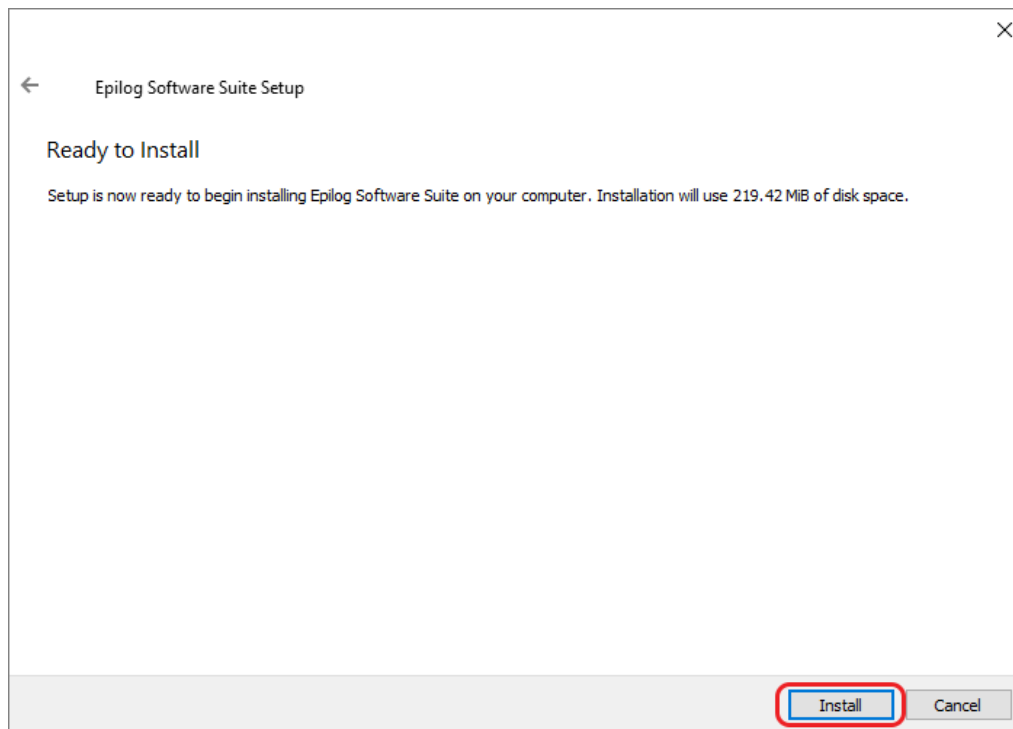 Epilog Software Suite Setup
Ready to Install
Setup is now ready to begin installing Epilog Software Suite on your computer. Installation will use 219.42 MiB of disk space.
Install
Cancel